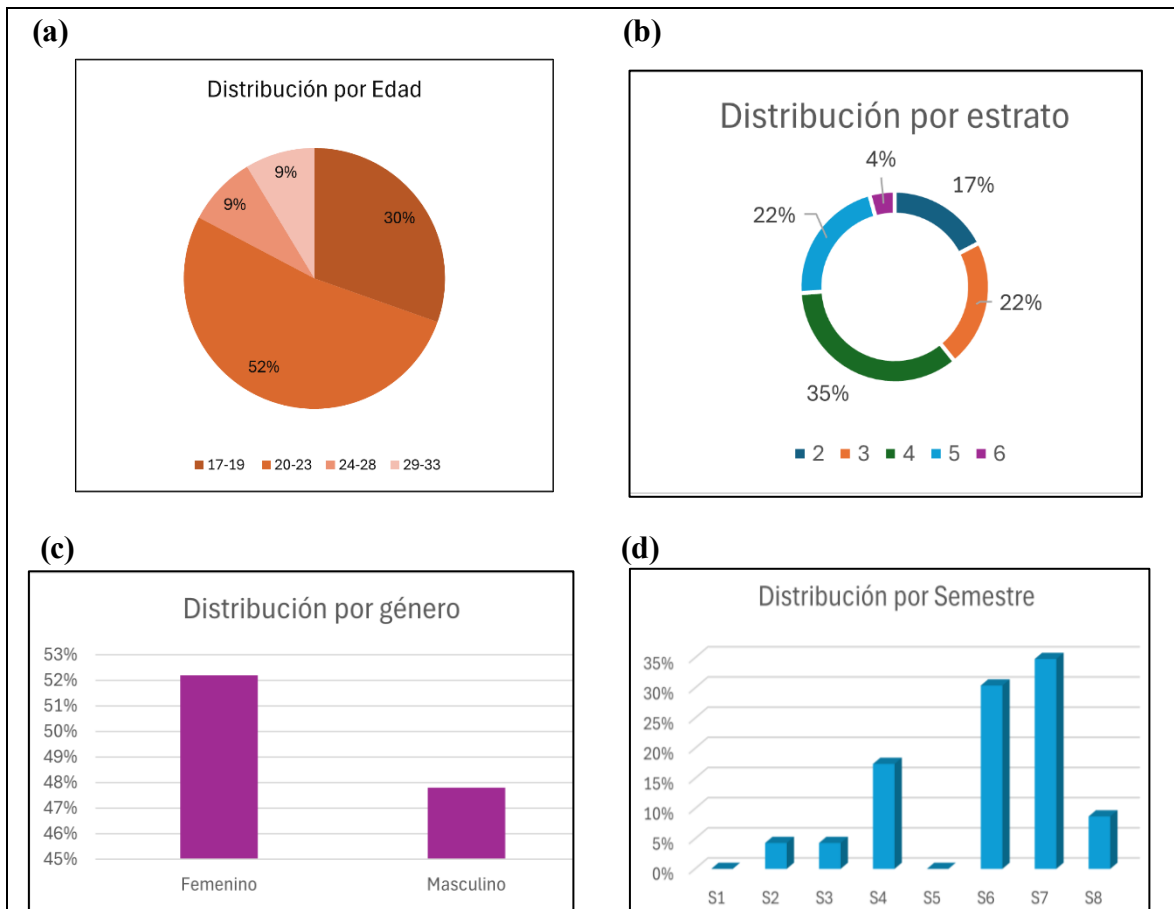 (a)
Distribución por Edad
9%
9%
30%
52%
17-19 20-23 24-28 29-33
(b)
Distribución por estrato
4%
17%
22%
22%
35%
2 3 4 5 6
(c)
Distribución por género
53%
52%
51%
50%
49%
48%
47%
46%
45%
Femenino Masculino
(d)
Distribución por Semestre
35%
30%
25%
20%
15%
10%
5%
0%
S1 S2 S3 S4 S5 S6 S7 S8